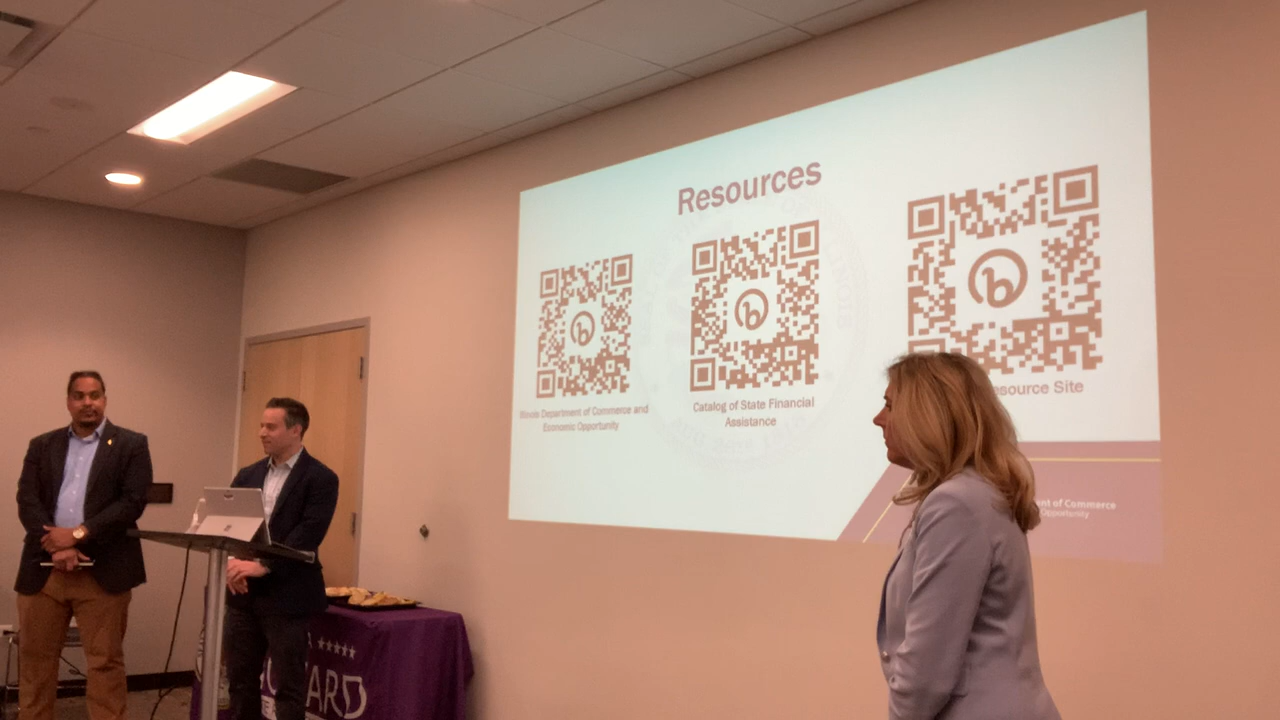 Resources
Illinois Department of Commerce and
Economic Opportunity
Catalog of State Financial
Assistance
esource Site
ent of Commerce
Opportunity
ARD